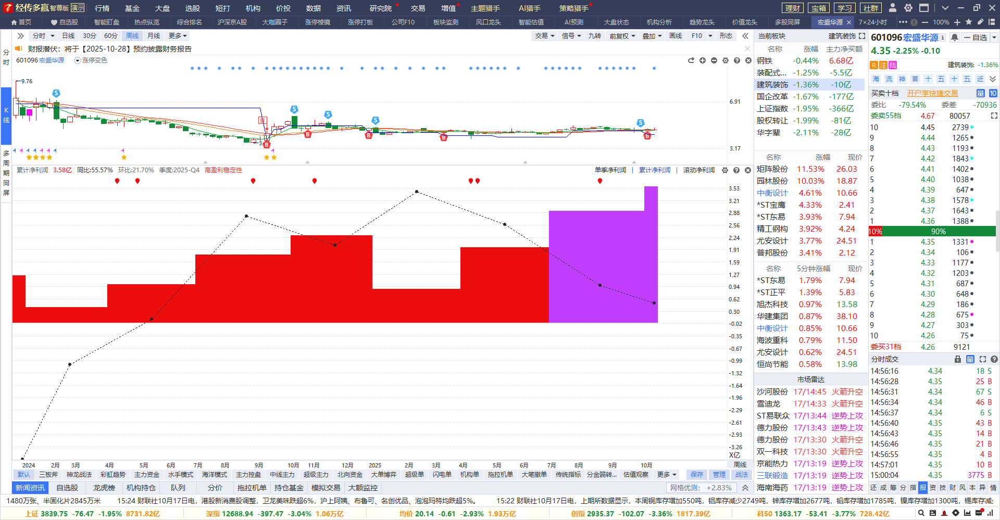 经传多赢 智尊版 演示 行情 基金 大盘 选股 短打 机构 价投 数据 资讯 研究院 交易 增值 主题猎手 AI猎手 策略猎手 理财 宝箱 学习 社群
首页 自选股 智能盯盘 热点纵览 综合排名 沪深京A股 大咖圈子 涨停棱镜 涨停打板 公司F10 板块监测 风口龙头 智能估值 AI预测 大盘状态 机构分析 趋势龙头 价值龙头 多股同屏 宏盛华源 × 7×24小时 100%
分时 日线 30分 60分 周线 月线 更多 交易 信号 九转 前复权 叠加 画线 F10 形态
财报潜伏：将于【2025-10-28】预约披露财务报告
601096 宏盛华源 涨停变色
分时
K线
多周期同屏
9.76
6.91
3.17
累计净利润 3.58亿 同比:55.57% 环比:21.70% 季度:2025-Q4 高盈利稳定性 单季净利润 | 累计净利润 | 滚动净利润
3.53
3.21
2.88
2.56
2.24
1.91
1.59
1.27
0.94
0.62
0.30
-0.02
-0.35
-0.67
-0.99
-1.32
-1.64
-1.96
-2.29
-2.61
-2.93
-3.26
X亿
2024 2月 3月 4月 5月 6月 7月 8月 9月 10月 11月 12月 2025 2月 3月 4月 5月 6月 7月 8月 9月 10月 周线
默认 三板斧 神龙战法 彩虹趋势 主力资金 水手模式 海洋模式 主力控盘 中线主力 超级主力 北向资金 大单博弈 超级单 闪电单 机构单 拖拉机单 大笔撤单 传统指标 分金弱转... 估值观察 更多 保存 管理 战法
新闻资讯 自选股 龙虎榜 机构持仓 队列 分价 拖拉机单 持仓基金 模拟交易 大额监控 网格优测： +2.83%
当前板块 建筑装饰
名称 涨幅 主力净买额
钢铁 -0.44% 6.68亿
装配式... -1.25% -5.5亿
建筑装饰 -1.36% -10亿
国企改革 -1.67% -177亿
上证指数 -1.95% -366亿
股权转让 -1.99% -81亿
华字辈 -2.11% -28亿
名称 涨幅 现价
矩阵股份 11.53% 26.03
园林股份 10.03% 18.87
中衡设计 4.61% 10.66
*ST宝鹰 4.33% 2.41
*ST东易 3.93% 7.94
精工钢构 3.92% 4.24
尤安设计 3.77% 24.51
普邦股份 3.41% 2.12
名称 5分钟涨幅 现价
*ST东易 1.79% 7.94
*ST正平 1.39% 5.83
旭杰科技 0.97% 13.58
华建集团 0.87% 38.10
中衡设计 0.85% 10.66
海波重科 0.79% 11.50
尤安设计 0.62% 24.51
恒尚节能 0.58% 13.98
市场雷达
沙河股份 17/14:45 火箭升空
雪迪龙 17/14:33 火箭升空
ST易联众 17/13:44 逆势上攻
德力股份 17/13:43 逆势上攻
德力股份 17/13:30 火箭升空
双一科技 17/13:30 火箭升空
京能热力 17/13:19 逆势上攻
三联锻造 17/13:19 逆势上攻
海南海药 17/13:19 逆势上攻
601096 宏盛华源 自选
4.35 -2.25% -0.10
R 注 陆 建筑装饰: -1.36%
海 流 神 首 十 五 十 五 近
买卖十档 开户享快捷交易 量 10
委比 -79.54% 委差 -70936
委卖55档 4.67 80057
10 4.45 2739
9 4.44 1265
8 4.43 1193
7 4.42 1843
6 4.41 1402
5 4.40 1038
4 4.39 647
3 4.38 1578
2 4.37 1643
1 4.36 1388
10% 90%
1 4.35 1331
2 4.34 106
3 4.33 1177
4 4.32 1203
5 4.31 687
6 4.30 648
7 4.29 186
8 4.28 675
9 4.27 303
10 4.26 75
委买31档 4.26 9121
分时成交 量
14:56:16 4.34 18 S
14:56:28 4.35 25 B
14:56:31 4.34 67 S
14:56:34 4.34 46 B
14:56:37 4.34 6 S
14:56:40 4.35 43 B
14:56:43 4.35 14 B
14:56:46 4.35 21 B
14:56:55 4.35 4 B
14:57:01 4.35 10 B
15:00:04 4.35 3775 B
还 成 筹 分 指 报 资 技 财 风 本 异 情
1480万张、半固化片2845万米 15:24 财联社10月17日电，港股新消费股调整，卫龙美味跌超6%，沪上阿姨、布鲁可、名创优品、泡泡玛特均跌超5%。 15:22 财联社10月17日电，上期所数据显示，本周铜库存增加550吨，铝库存减少2749吨，锌库存增加2677吨，铅库存增加1785吨，镍库存增加1300吨，锡库存减少
上证 3839.75 -76.47 -1.95% 8731.82亿 深指 12688.94 -397.47 -3.04% 1.06万亿 均价 20.14 -0.61 -2.93% 1.93万亿 创指 2935.37 -102.07 -3.36% 1817.39亿 科50 1363.17 -53.41 -3.77% 728.42亿